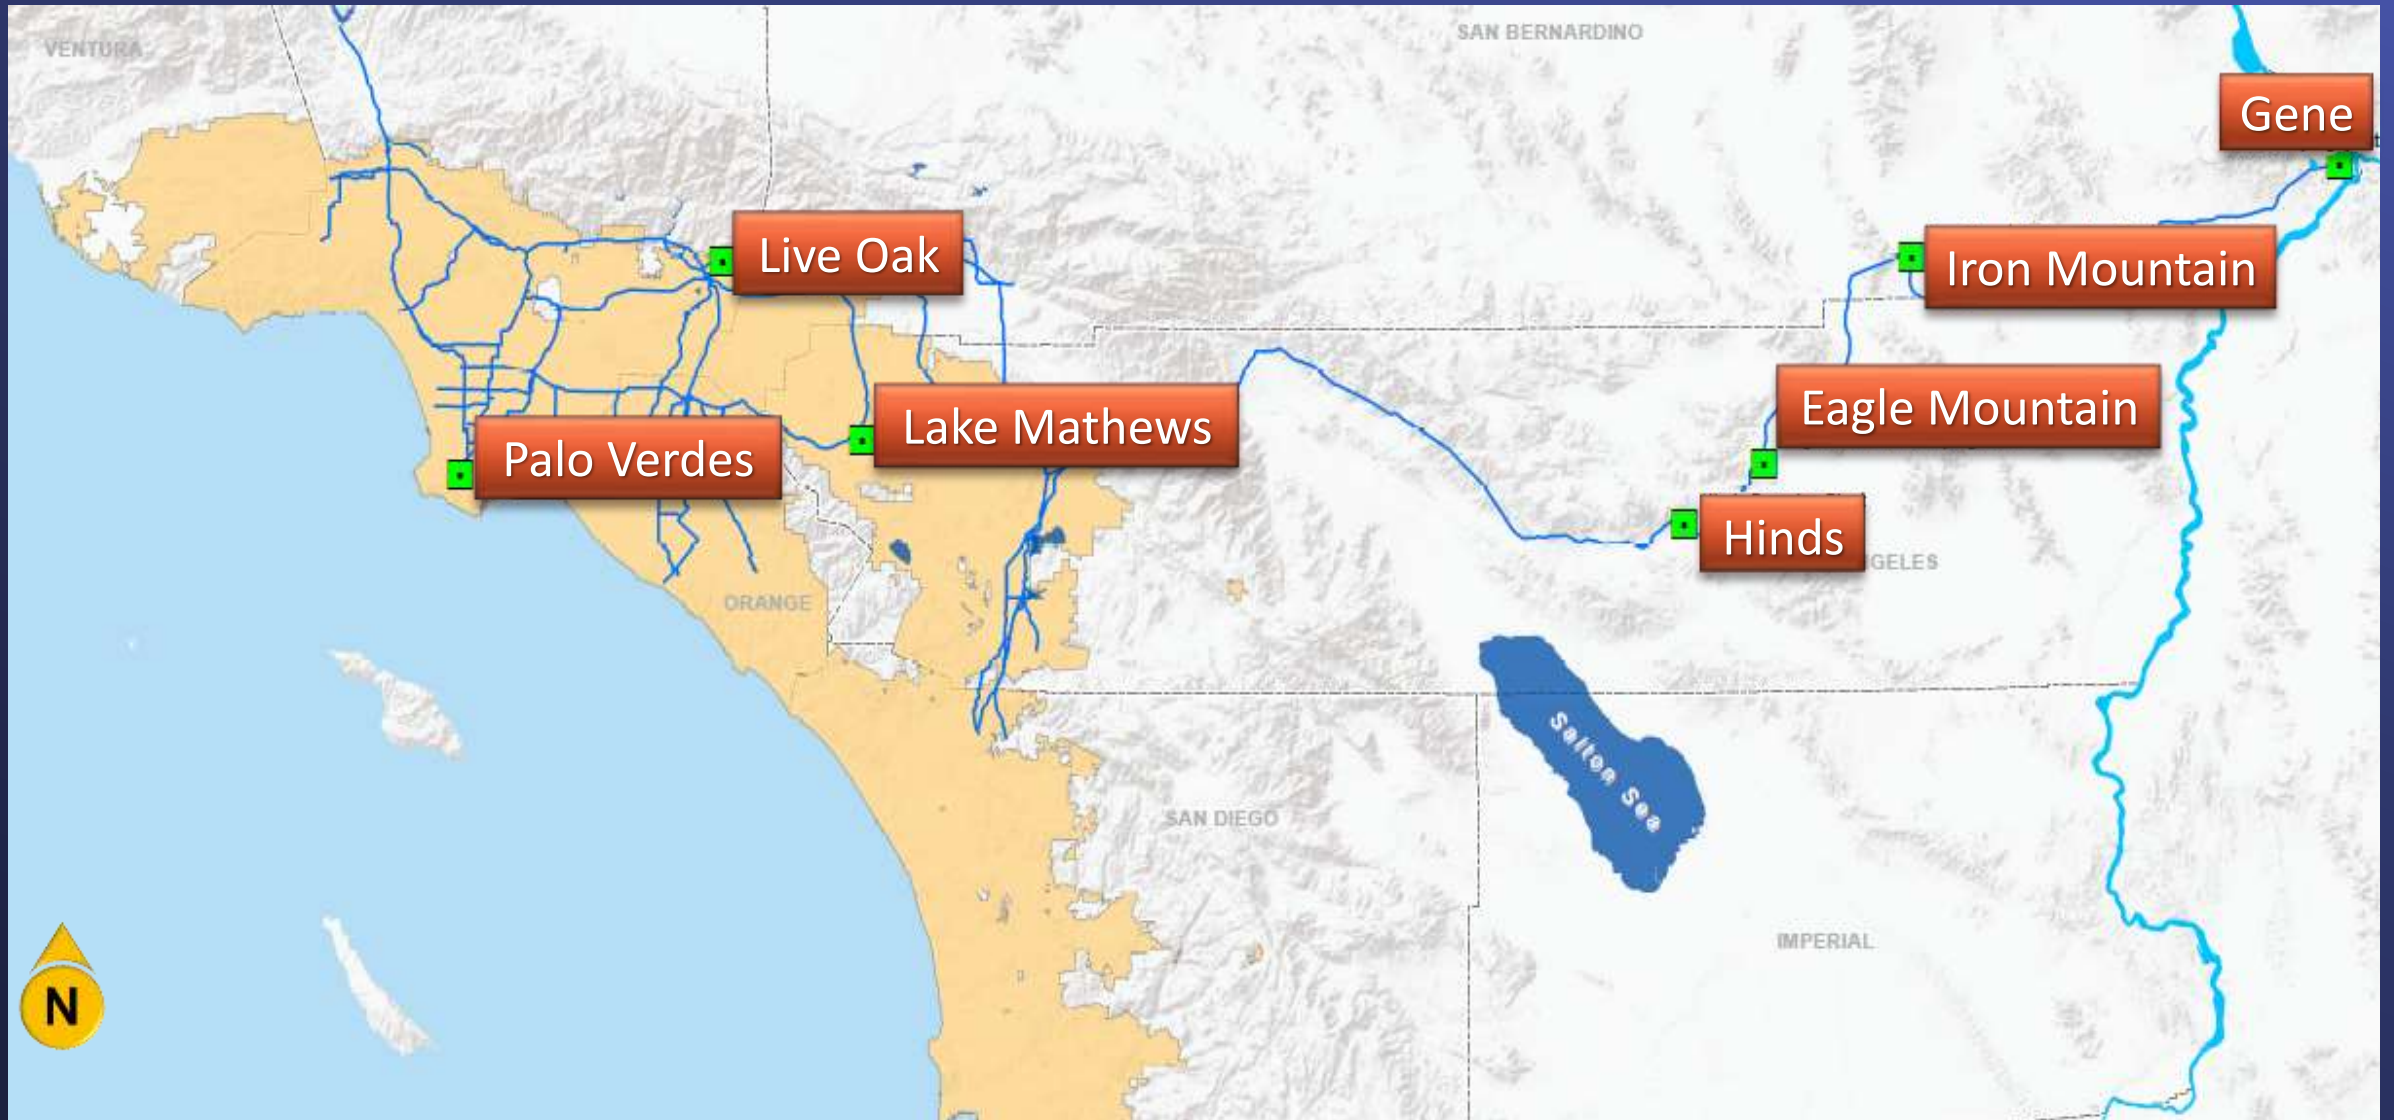 VENTURA
SAN BERNARDINO
Gene
Live Oak
Iron Mountain
Eagle Mountain
Lake Mathews
Palo Verdes
Hinds
GELES
ORANGE
Salton Sea
SAN DIEGO
IMPERIAL
N